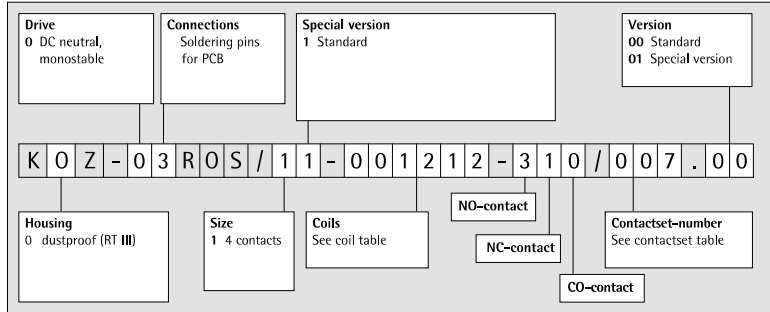 Drive
0 DC neutral,
monostable
Connections
Soldering pins
for PCB
Special version
1 Standard
Version
00 Standard
01 Special version
K O Z - 0 3 R O S / 1 1 - 0 0 1 2 1 2 - 3 1 0 / 0 0 7 . 0 0
Housing
0 dustproof (RT III)
Size
1 4 contacts
Coils
See coil table
NO-contact
NC-contact
CO-contact
Contactset-number
See contactset table